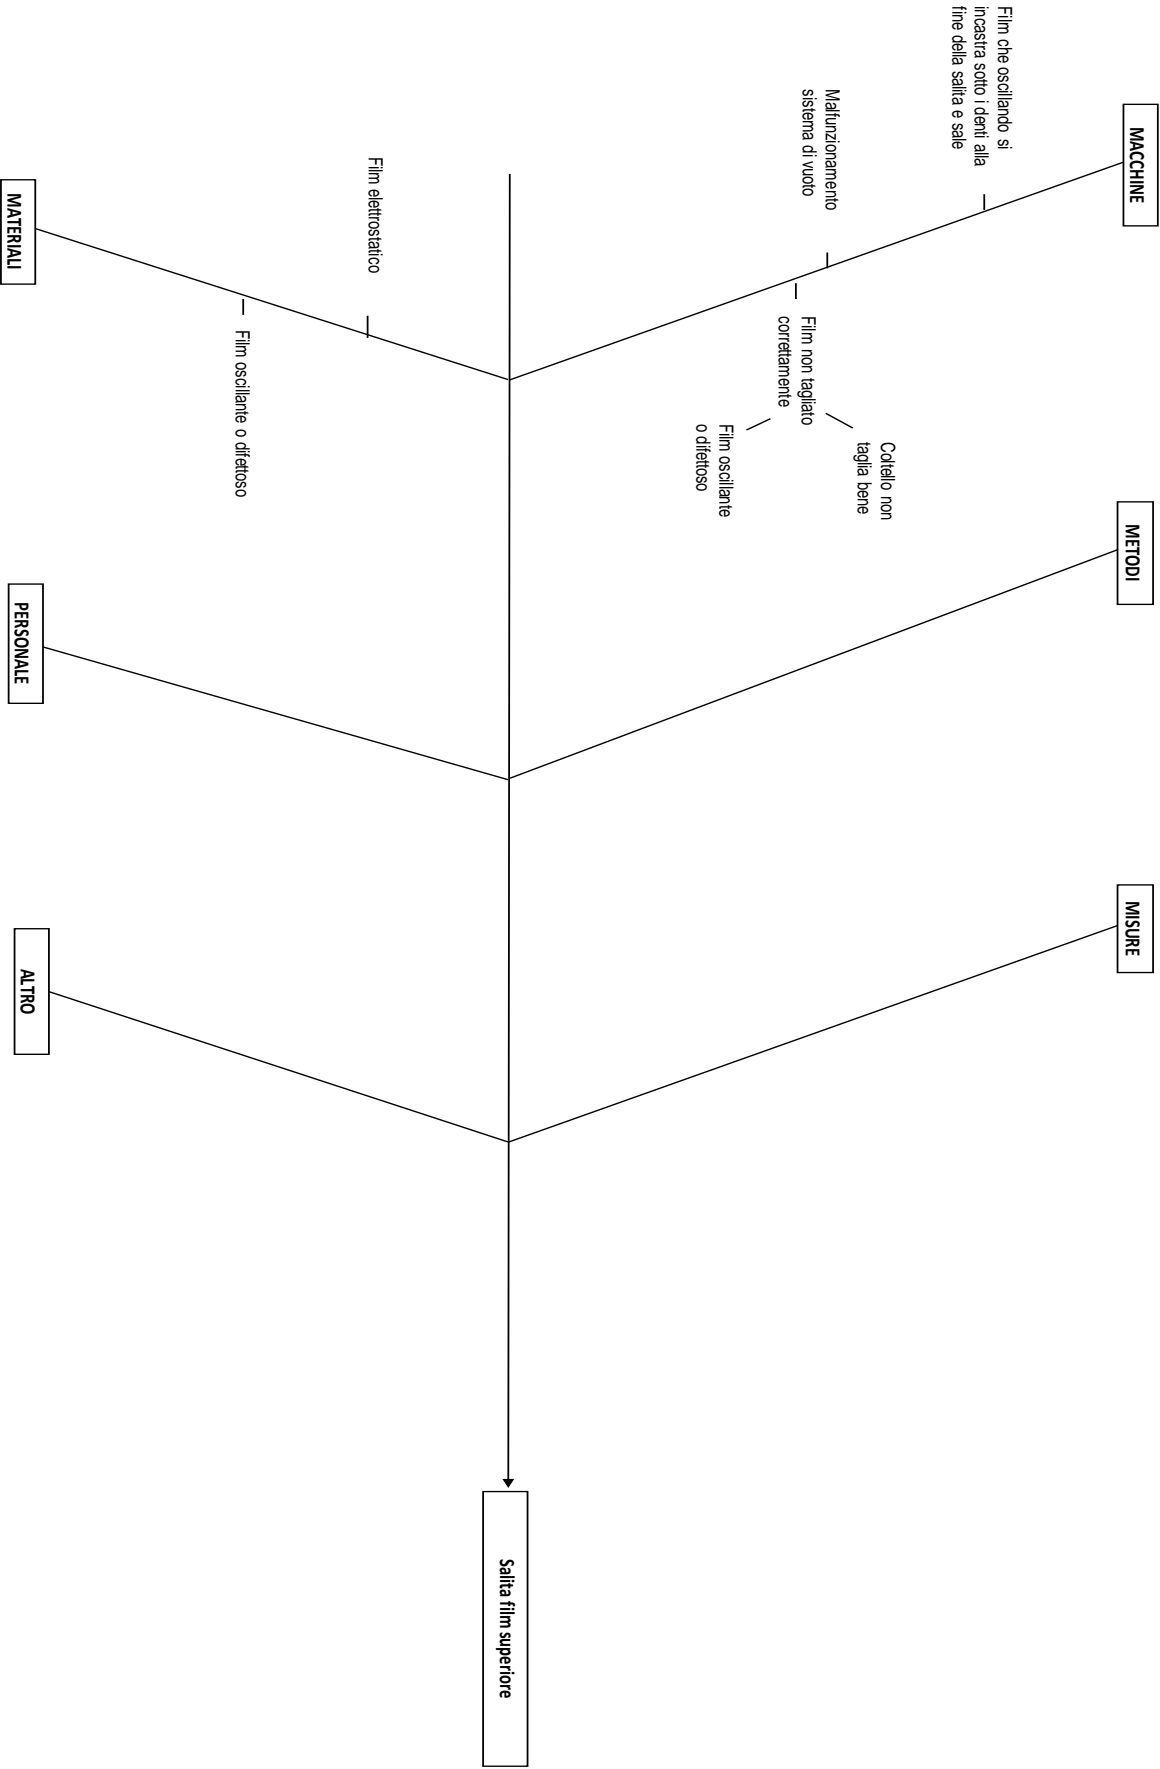 MACCHINE
METODI
MISURE
Film che oscillando si
incastra sotto i denti alla
fine della salita e sale
Malfunzionamento
sistema di vuoto
Film non tagliato
correttamente
Coltello non
taglia bene
Film oscillante
o difettoso
Salita film superiore
Film elettrostatico
Film oscillante o difettoso
MATERIALI
PERSONALE
ALTRO